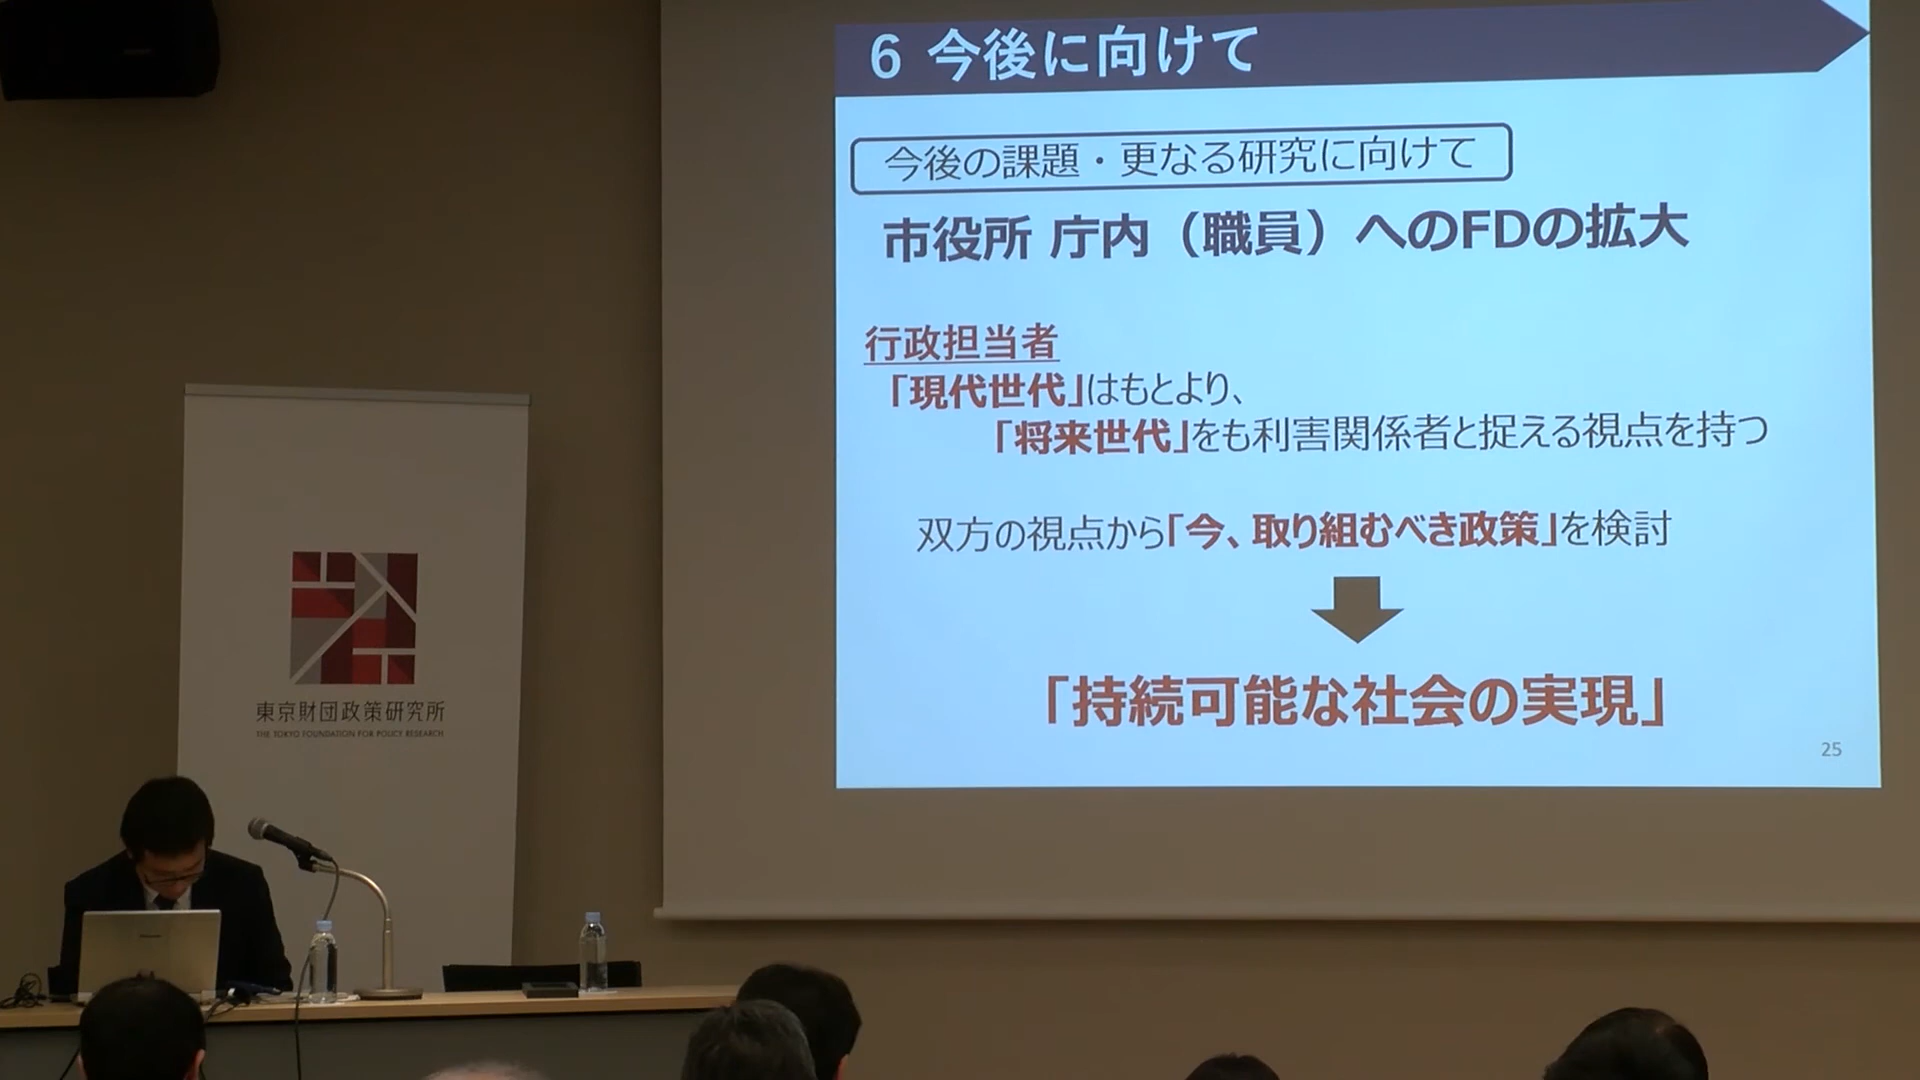 6 今後に向けて
今後の課題・更なる研究に向けて
市役所 庁内（職員）へのFDの拡大
行政担当者
「現代世代」はもとより、
「将来世代」をも利害関係者と捉える視点を持つ
双方の視点から「今、取り組むべき政策」を検討
「持続可能な社会の実現」
25
東京財団政策研究所
THE TOKYO FOUNDATION FOR POLICY RESEARCH